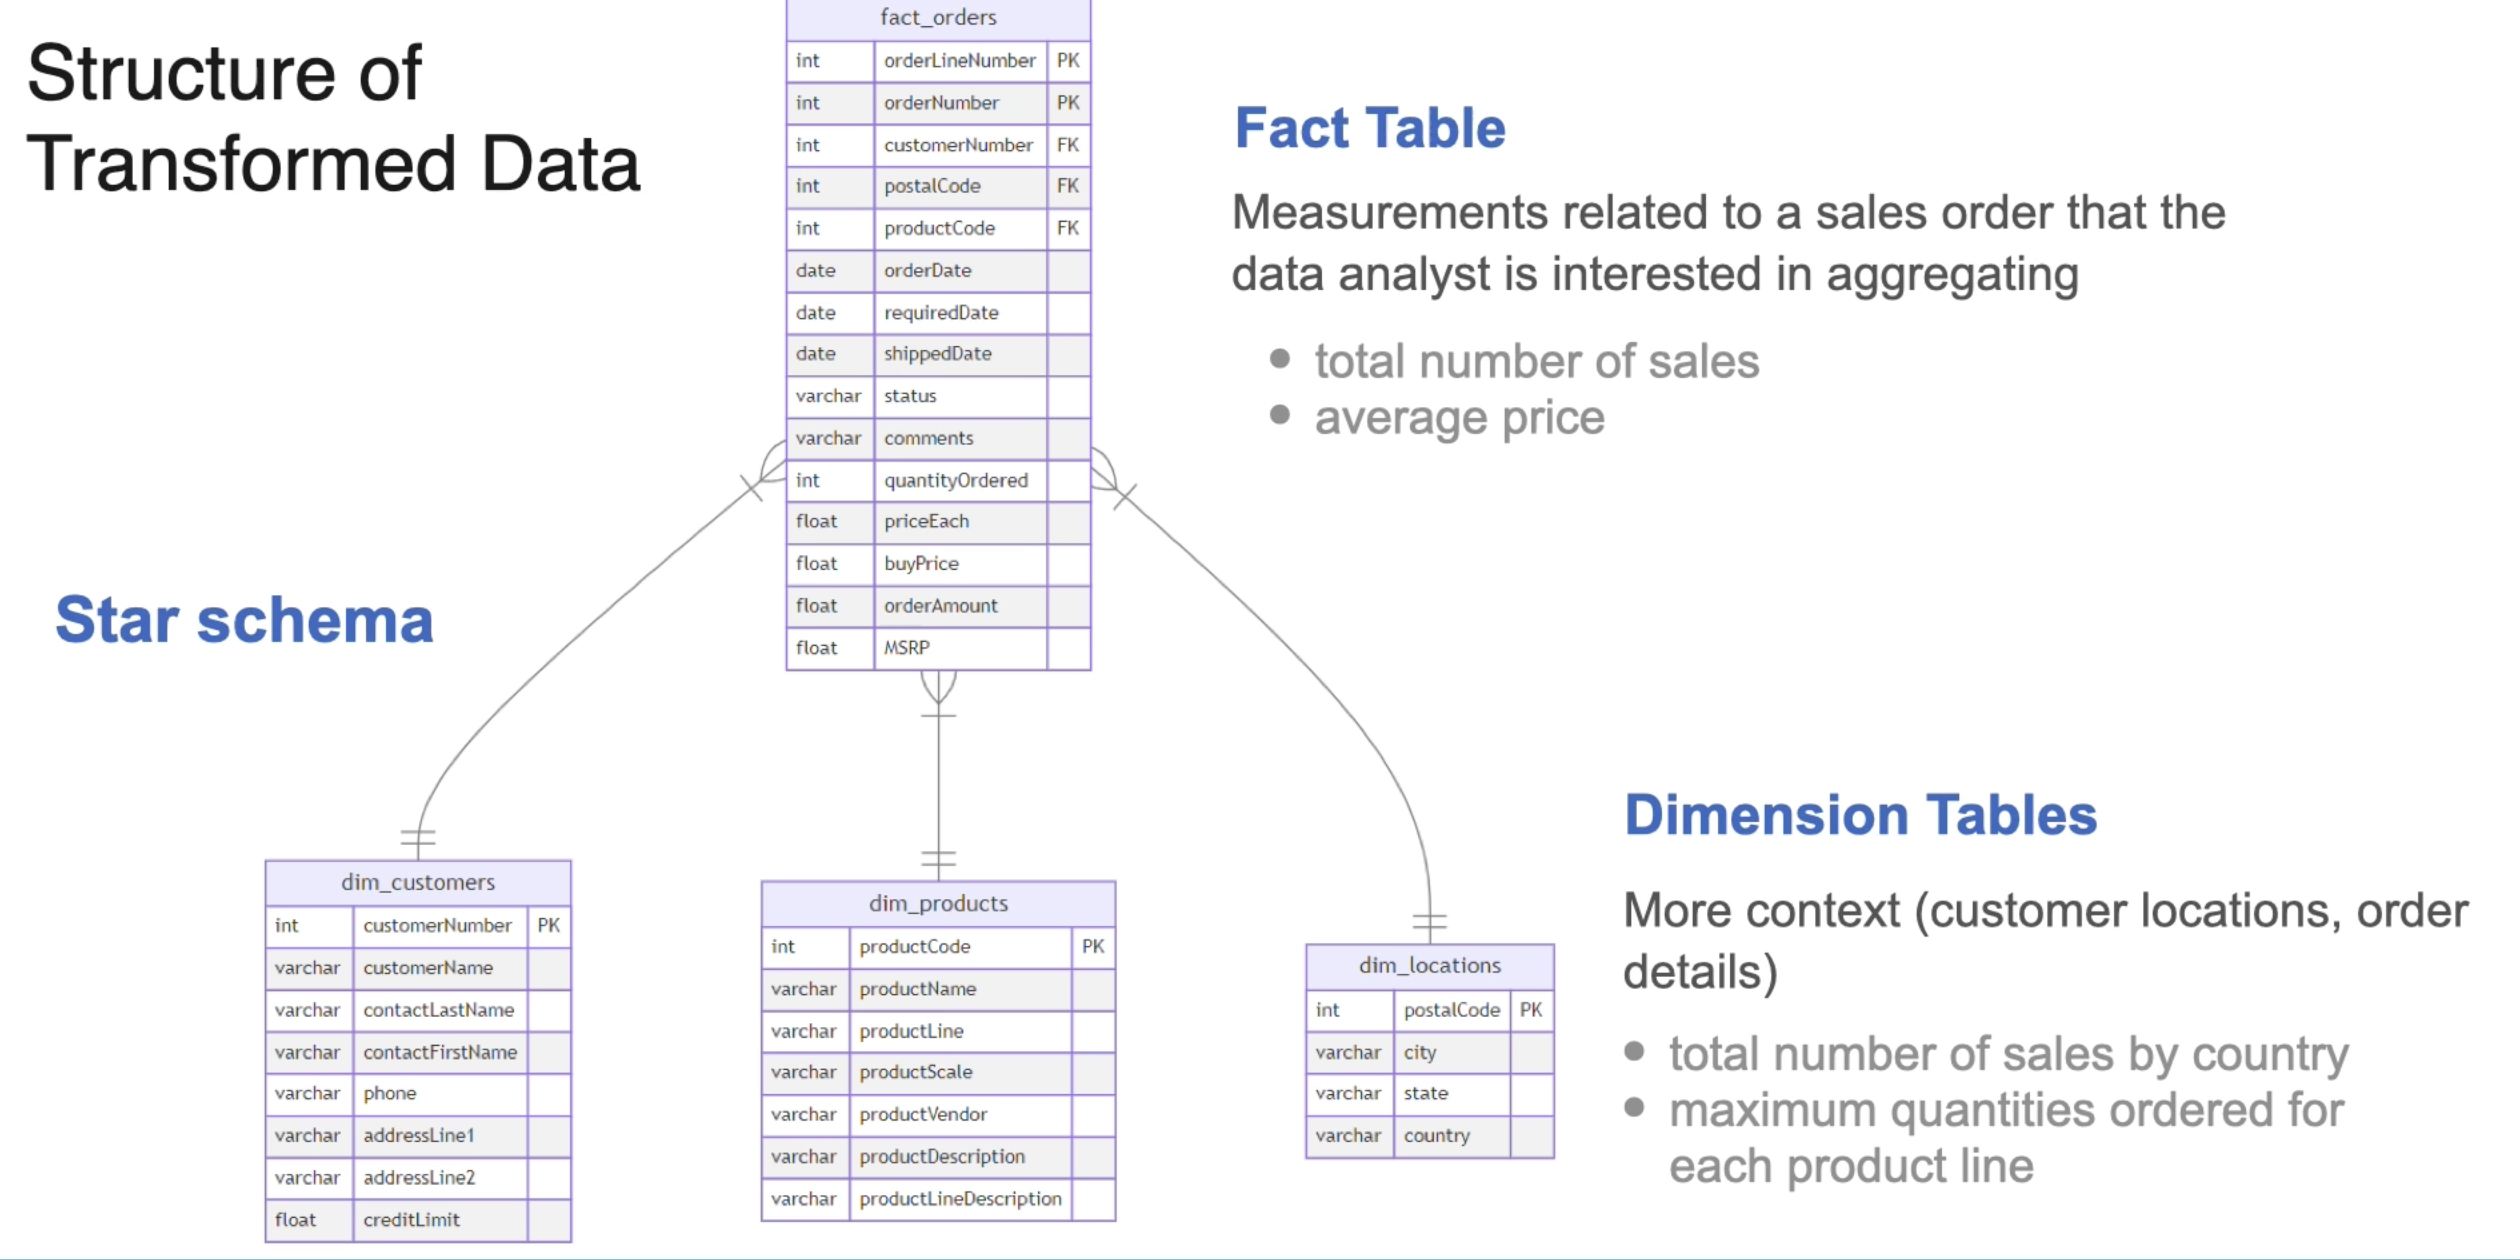 Structure of
Transformed Data
fact_orders
int orderLineNumber PK
int orderNumber PK
int customerNumber FK
int postalCode FK
int productCode FK
date orderDate
date requiredDate
date shippedDate
varchar status
varchar comments
int quantityOrdered
float priceEach
float buyPrice
float orderAmount
float MSRP
Fact Table
Measurements related to a sales order that the
data analyst is interested in aggregating
● total number of sales
● average price
Star schema
dim_customers
int customerNumber PK
varchar customerName
varchar contactLastName
varchar contactFirstName
varchar phone
varchar addressLine1
varchar addressLine2
float creditLimit
dim_products
int productCode PK
varchar productName
varchar productLine
varchar productScale
varchar productVendor
varchar productDescription
varchar productLineDescription
dim_locations
int postalCode PK
varchar city
varchar state
varchar country
Dimension Tables
More context (customer locations, order
details)
● total number of sales by country
● maximum quantities ordered for
each product line